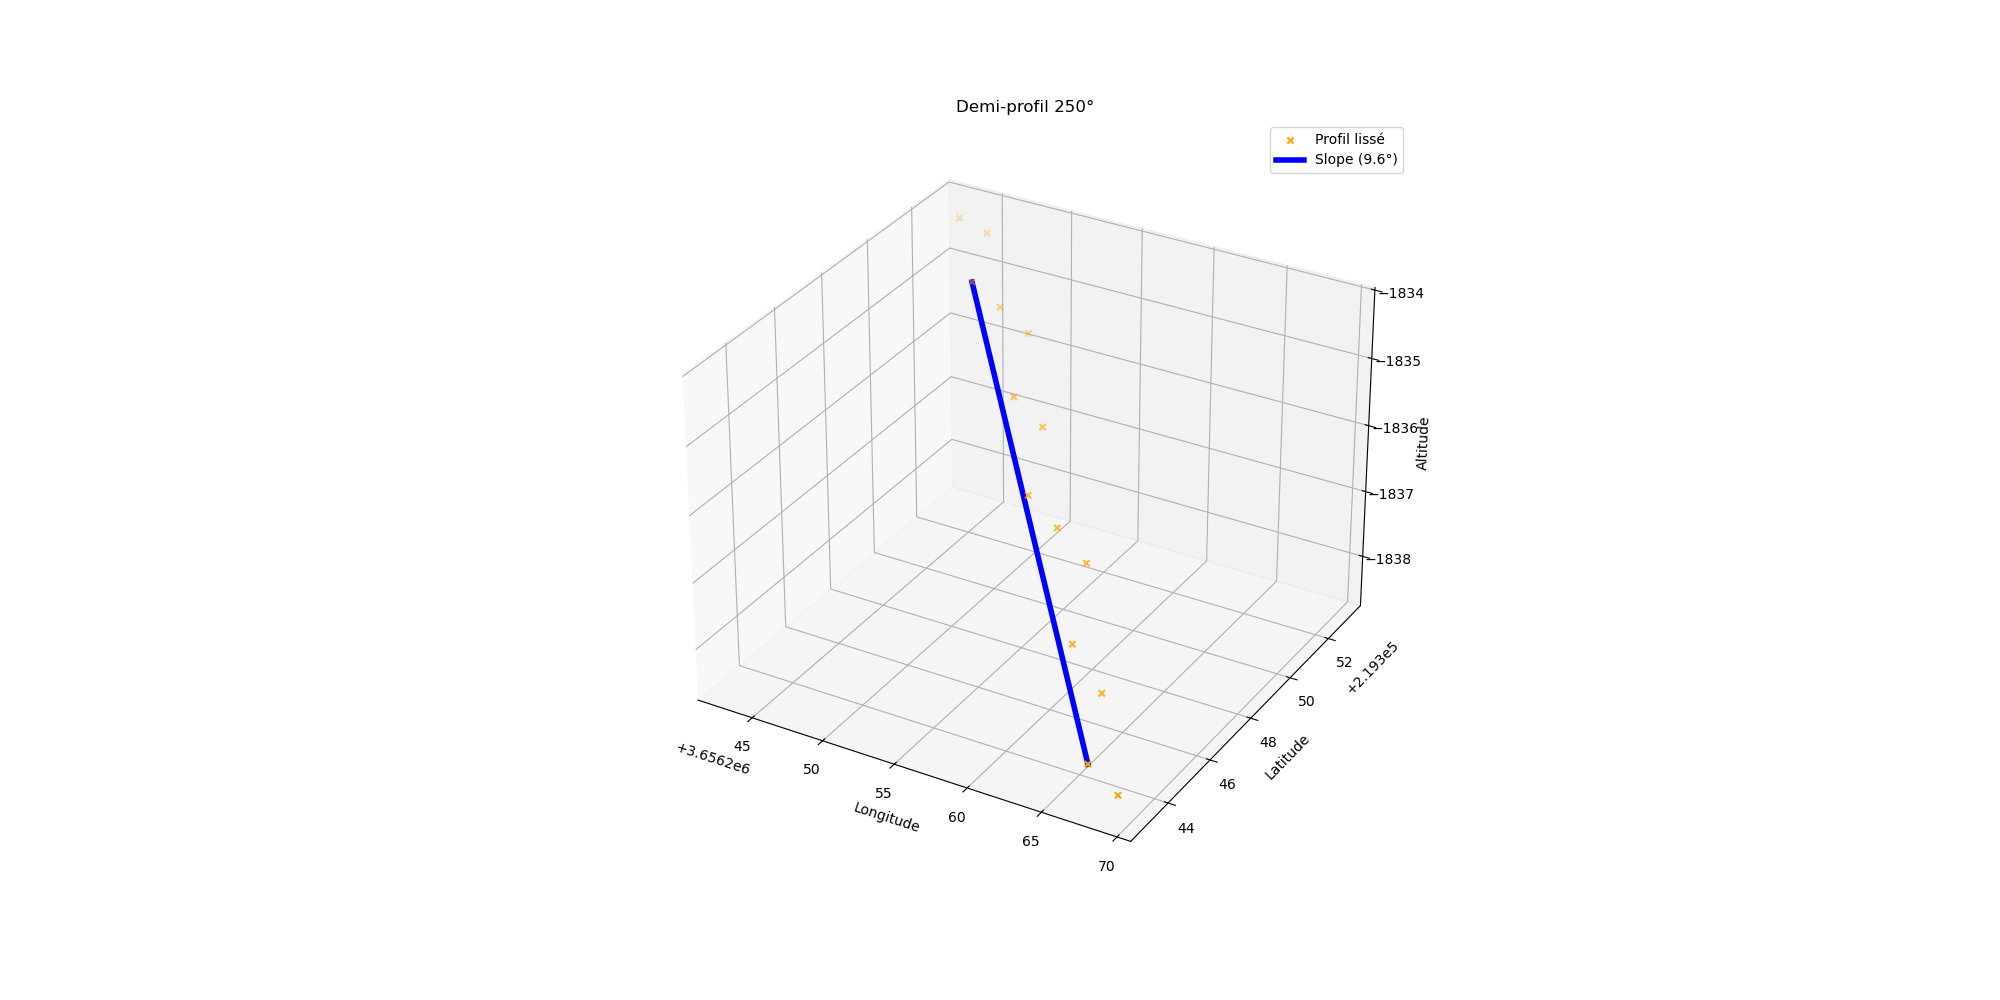 Demi-profil 250°
Profil lissé
Slope (9.6°)
−1834
−1835
−1836
−1837
−1838
Altitude
52
50
48
46
44
+2.193e5
Latitude
45
50
55
60
65
70
+3.6562e6
Longitude